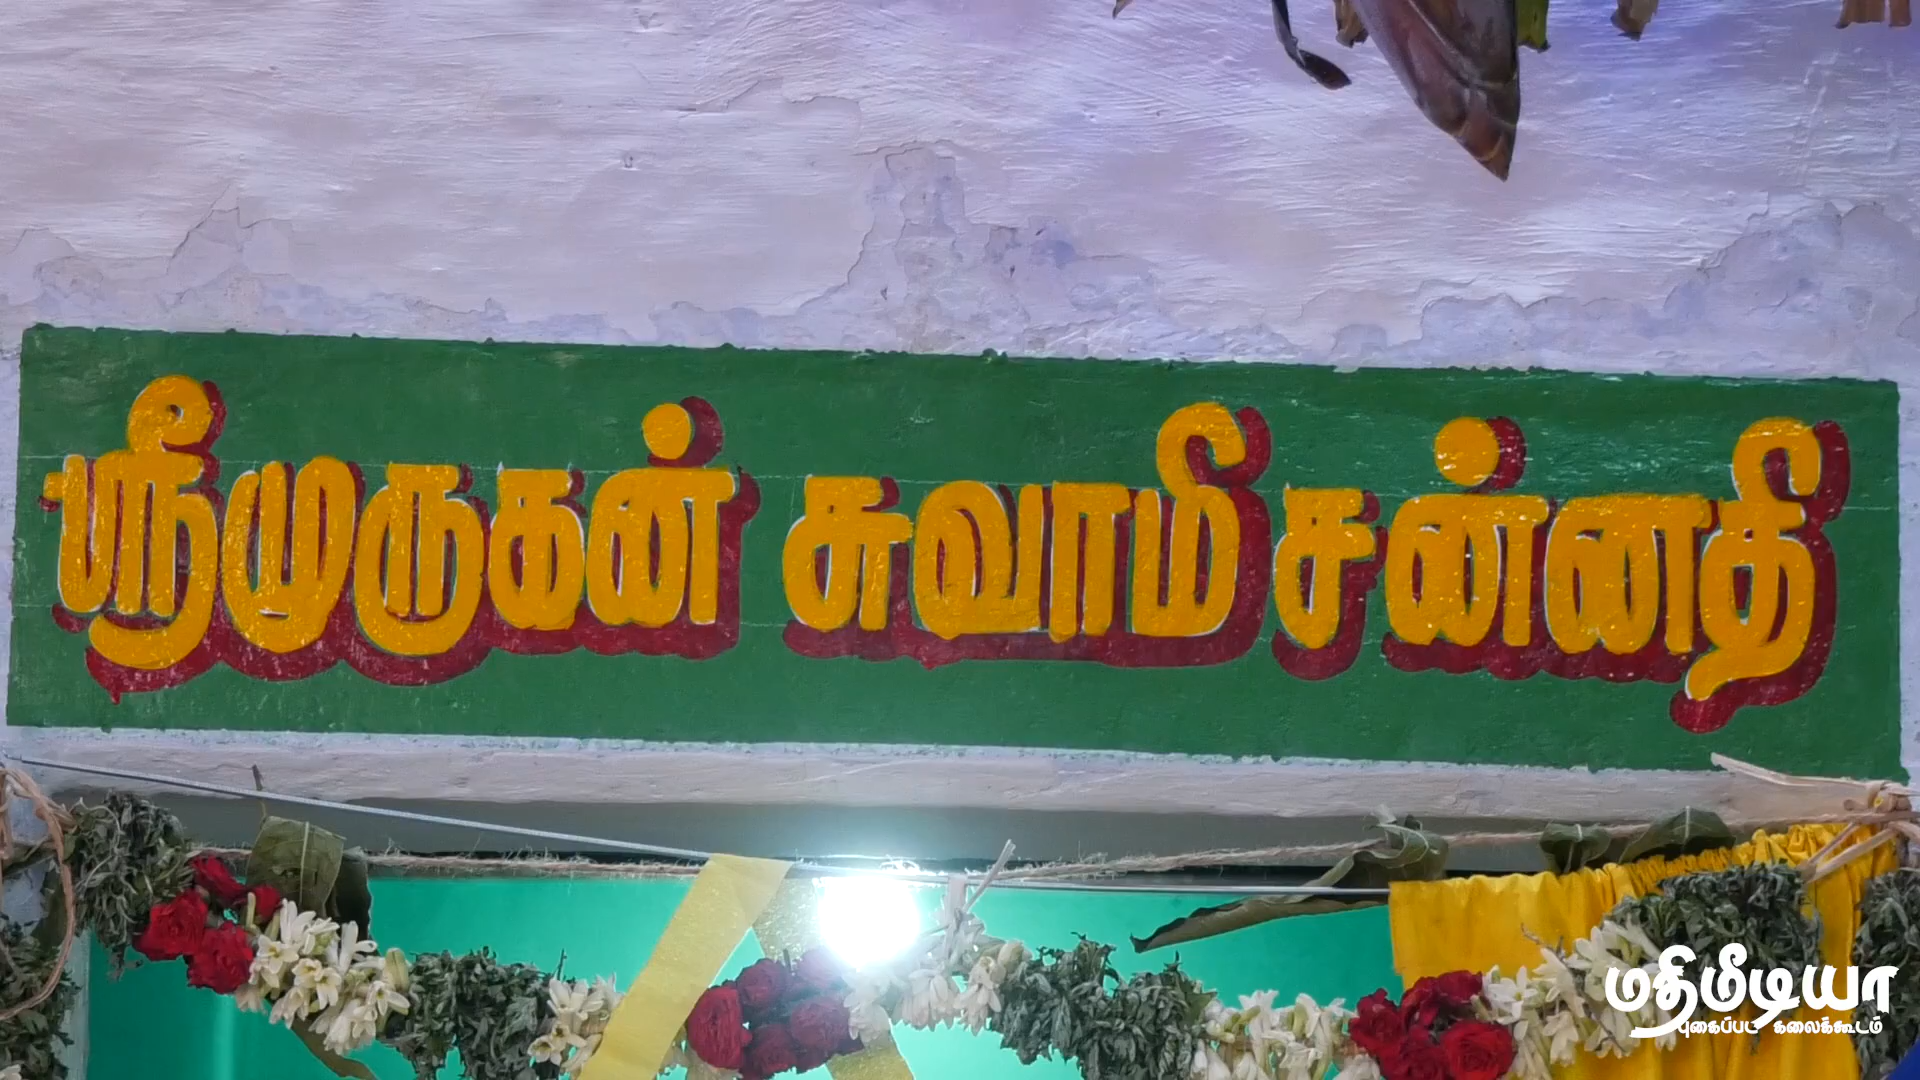 ஸ்ரீ முருகன் சுவாமி சன்னதி
மதிமீடியா
புகைப்பட கலைக்கூடம்